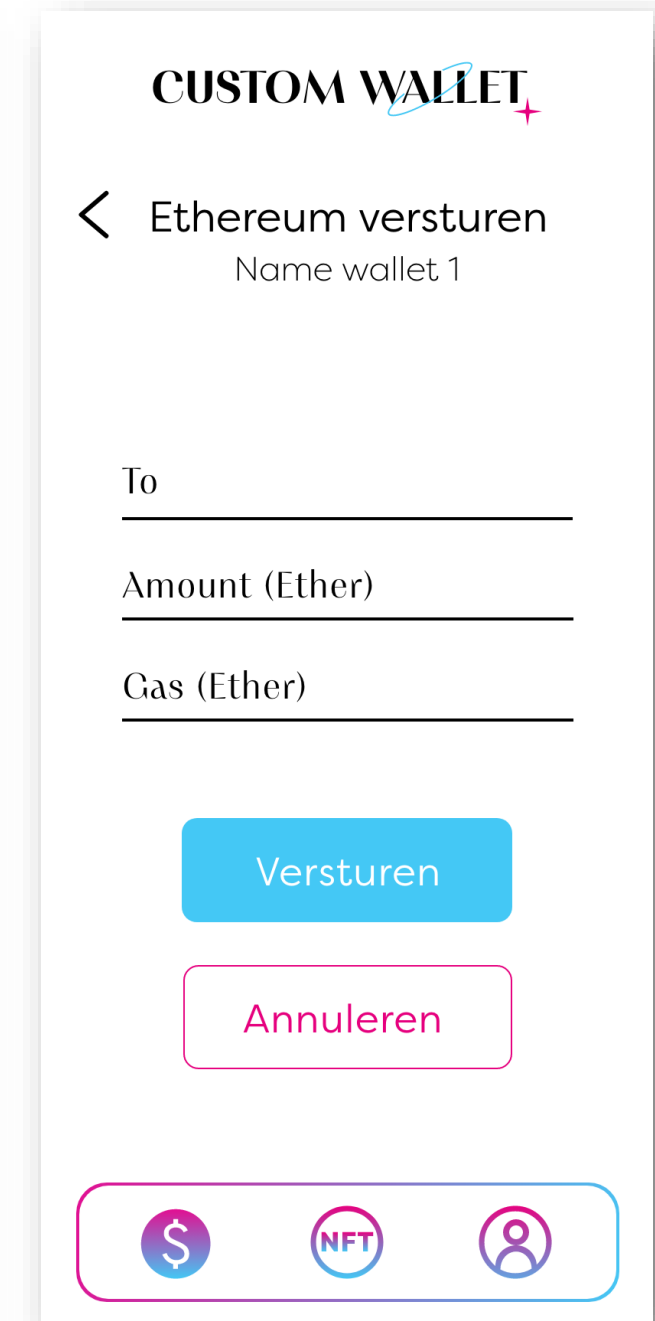 CUSTOM WALLET
Ethereum versturen
Name wallet 1
To
Amount (Ether)
Gas (Ether)
Versturen
Annuleren
$ NFT